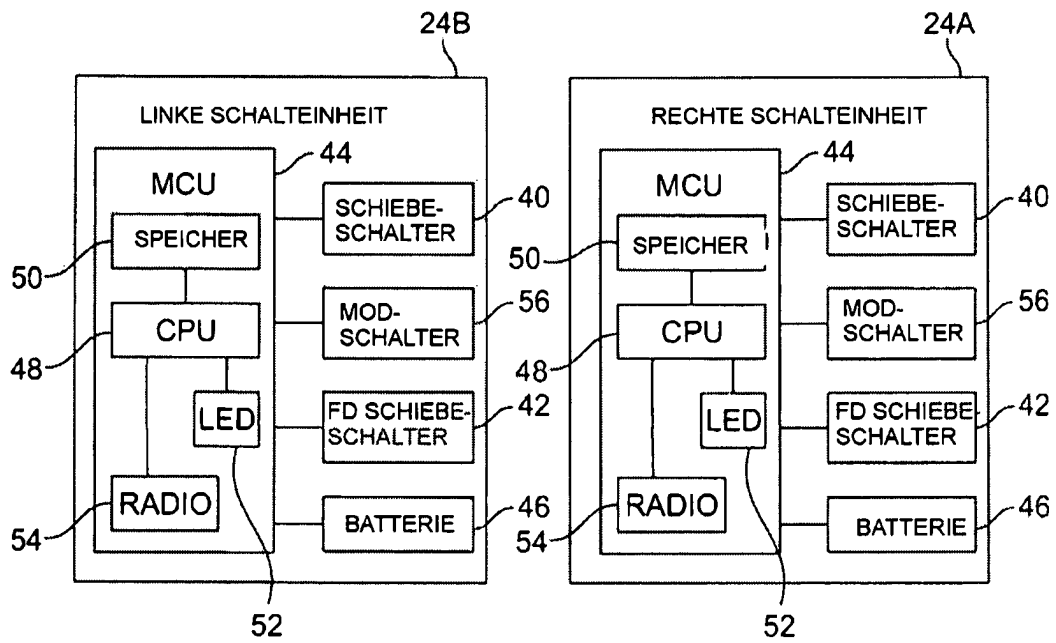 24B
LINKE SCHALTEINHEIT
44
MCU
SPEICHER
50
CPU
48
LED
RADIO
54
52
SCHIEBE-
SCHALTER
40
MOD-
SCHALTER
56
FD SCHIEBE-
SCHALTER
42
BATTERIE
46
24A
RECHTE SCHALTEINHEIT
44
MCU
SPEICHER
50
CPU
48
LED
RADIO
54
52
SCHIEBE-
SCHALTER
40
MOD-
SCHALTER
56
FD SCHIEBE-
SCHALTER
42
BATTERIE
46